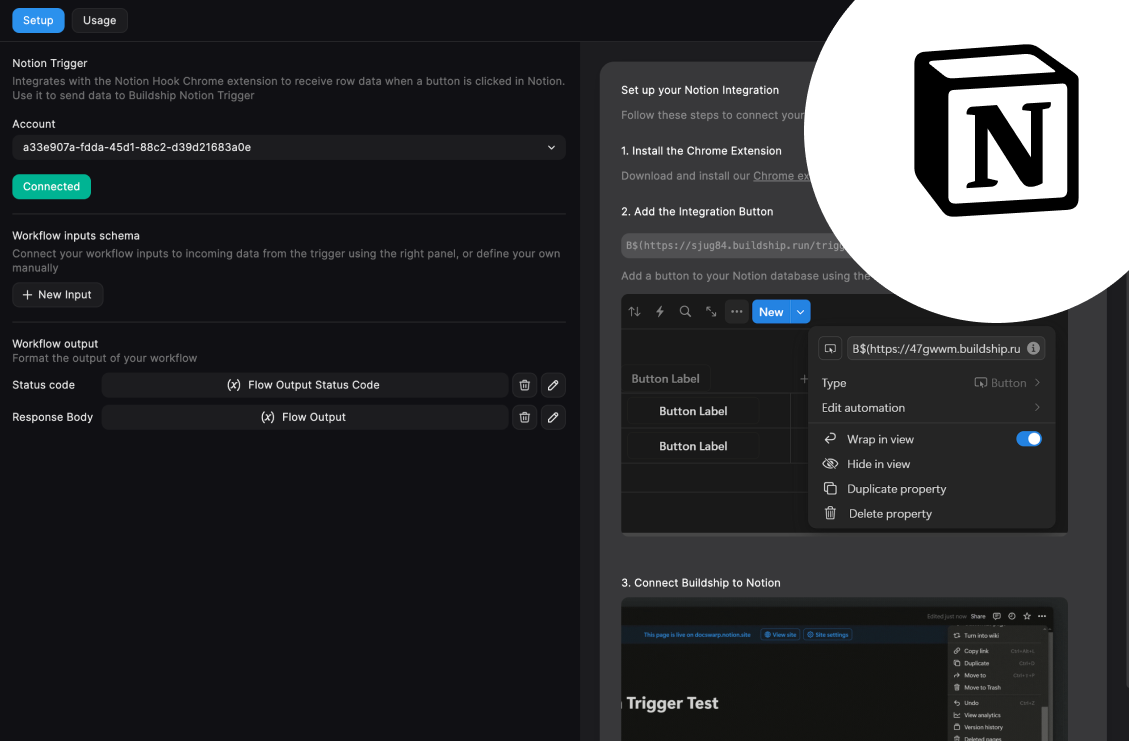 Setup
Usage
Notion Trigger
Integrates with the Notion Hook Chrome extension to receive row data when a button is clicked in Notion.
Use it to send data to Buildship Notion Trigger
Account
a33e907a-fdda-45d1-88c2-d39d21683a0e
Connected
Workflow inputs schema
Connect your workflow inputs to incoming data from the trigger using the right panel, or define your own
manually
+ New Input
Workflow output
Format the output of your workflow
Status code
(x) Flow Output Status Code
Response Body
(x) Flow Output
Set up your Notion Integration
Follow these steps to connect your
1. Install the Chrome Extension
Download and install our Chrome ex
2. Add the Integration Button
B$(https://sjug84.buildship.run/trigg
Add a button to your Notion database using the
New
Button Label
Button Label
Button Label
B$(https://47gwwm.buildship.ru
Type
Button
Edit automation
Wrap in view
Hide in view
Duplicate property
Delete property
3. Connect Buildship to Notion
Edited just now Share
This page is live on docswarp.notion.site
View site
Site settings
Trigger Test
Turn into wiki
Copy link
Duplicate Ctrl+D
Move to
Move to Trash
Undo Ctrl+Z
View analytics
Version history
Deleted pages
N